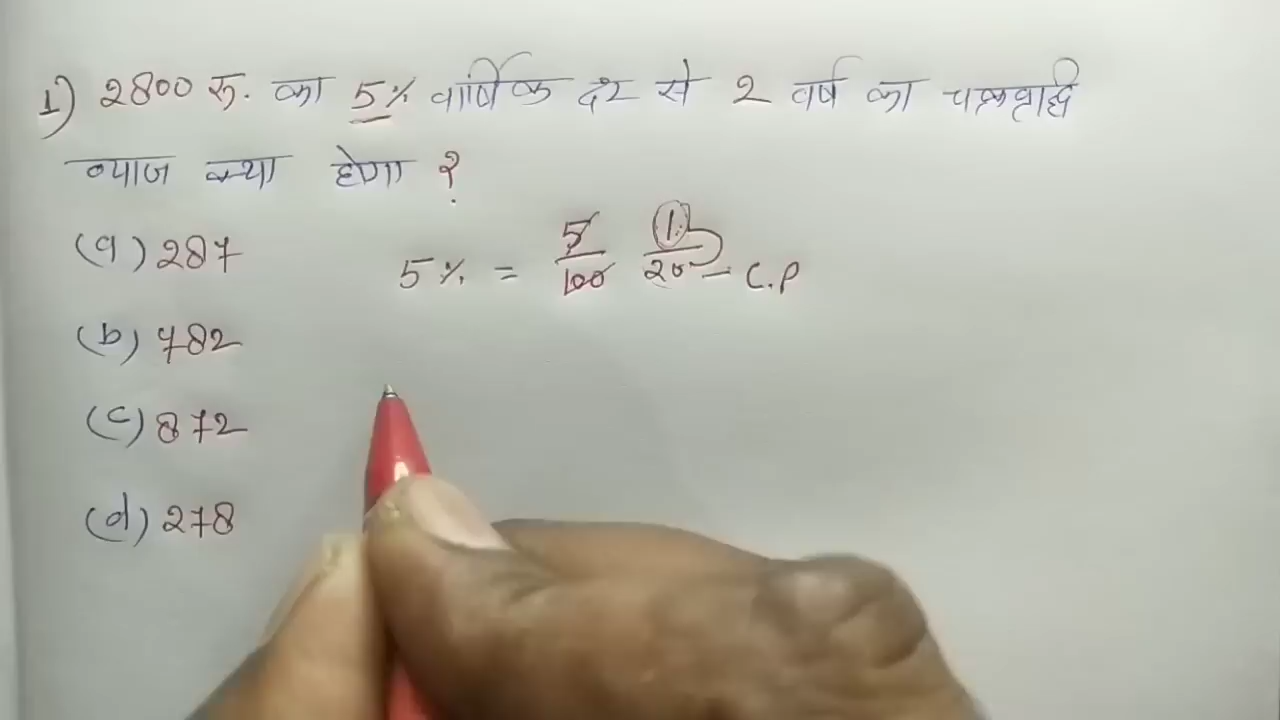 1) 2800 रु. का 5% वार्षिक दर से 2 वर्ष का चक्रवृद्धि
ब्याज क्या होगा ?
(a) 287
5% = 5/100 1/20 - C.P
(b) 782
(c) 872
(d) 278